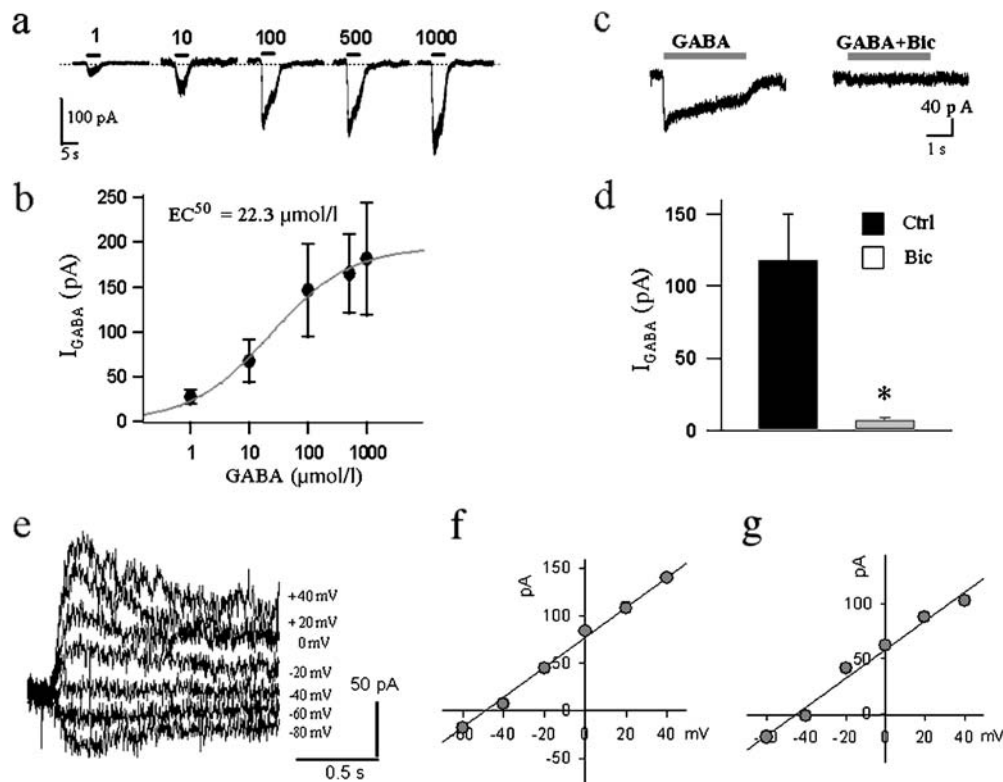 a
1 10 100 500 1000
100 pA
5 s
c
GABA GABA+Bic
40 p A
1 s
b
250
200
150
100
50
0
I GABA (pA)
EC50 = 22.3 µmol/l
1 10 100 1000
GABA (µmol/l)
d
150
100
50
0
I GABA (pA)
Ctrl
Bic
*
e
+40 mV
+20 mV
0 mV
-20 mV
-40 mV
-60 mV
-80 mV
50 pA
0.5 s
f
pA
150
100
50
0
-50
-60 -40 -20 0 20 40
g
pA
100
50
0
-60 -40 -20 0 20 40 mV
mV